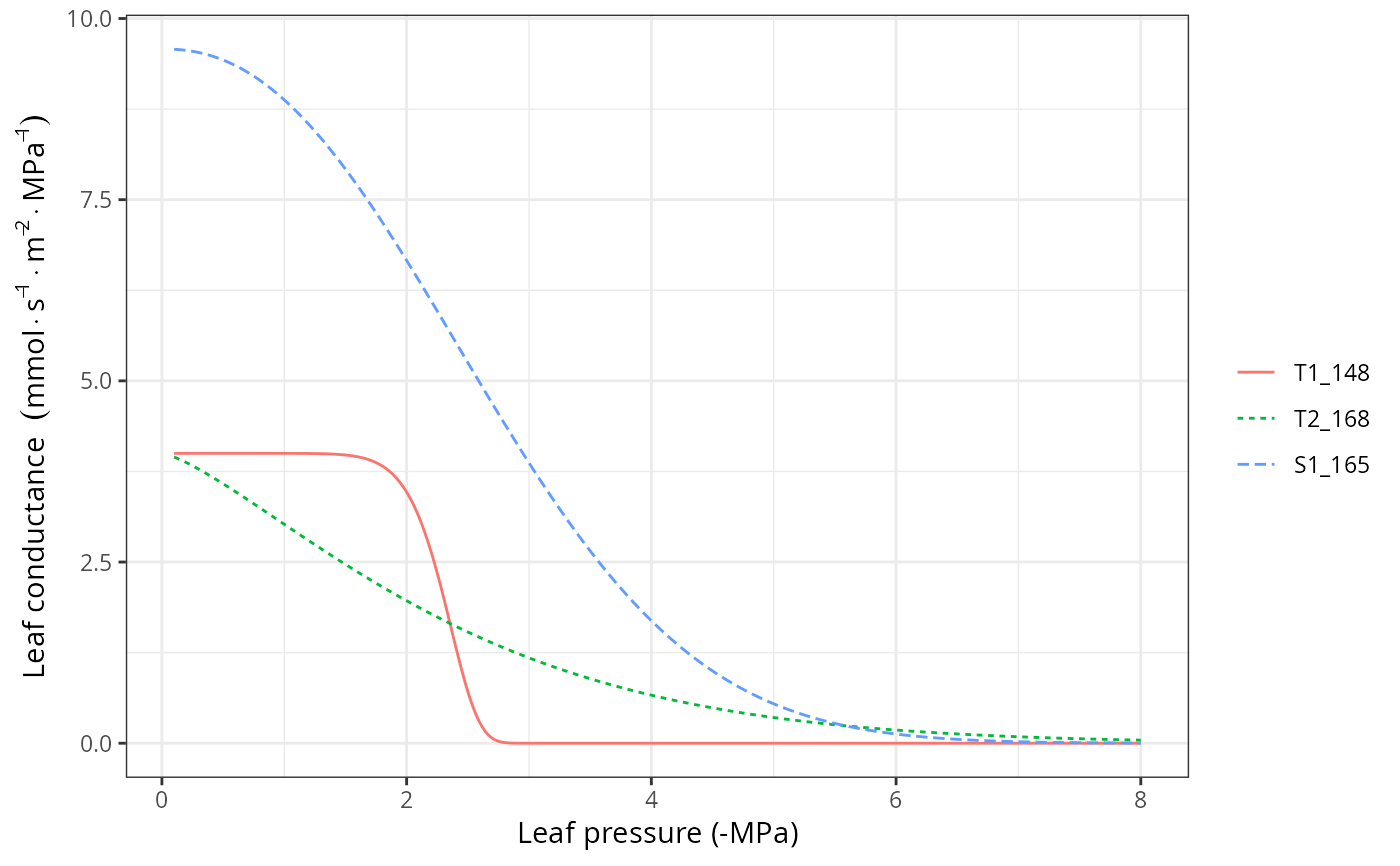 10.0
7.5
5.0
2.5
0.0
Leaf conductance (mmol · s⁻¹ · m⁻² · MPa⁻¹)
0 2 4 6 8
Leaf pressure (-MPa)
T1_148
T2_168
S1_165